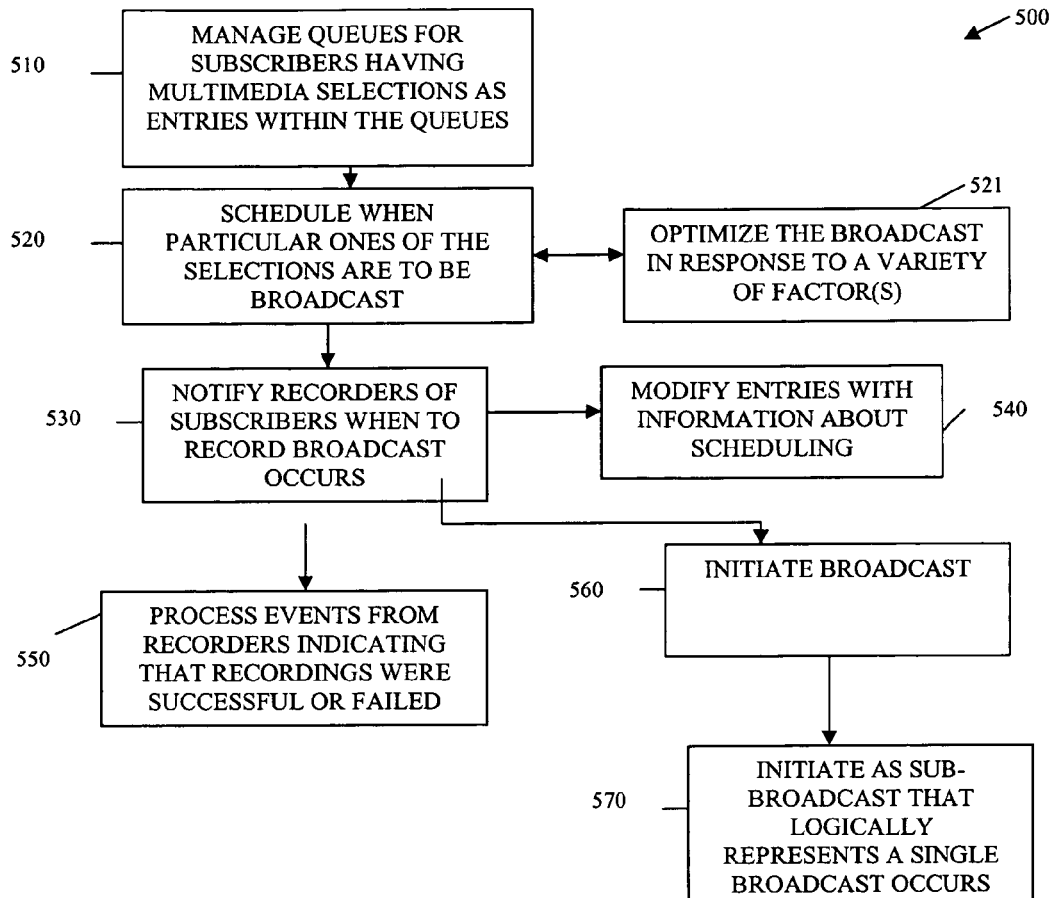 500
510
MANAGE QUEUES FOR
SUBSCRIBERS HAVING
MULTIMEDIA SELECTIONS AS
ENTRIES WITHIN THE QUEUES
520
SCHEDULE WHEN
PARTICULAR ONES OF THE
SELECTIONS ARE TO BE
BROADCAST
521
OPTIMIZE THE BROADCAST
IN RESPONSE TO A VARIETY
OF FACTOR(S)
530
NOTIFY RECORDERS OF
SUBSCRIBERS WHEN TO
RECORD BROADCAST
OCCURS
MODIFY ENTRIES WITH
INFORMATION ABOUT
SCHEDULING
540
550
PROCESS EVENTS FROM
RECORDERS INDICATING
THAT RECORDINGS WERE
SUCCESSFUL OR FAILED
560
INITIATE BROADCAST
570
INITIATE AS SUB-
BROADCAST THAT
LOGICALLY
REPRESENTS A SINGLE
BROADCAST OCCURS